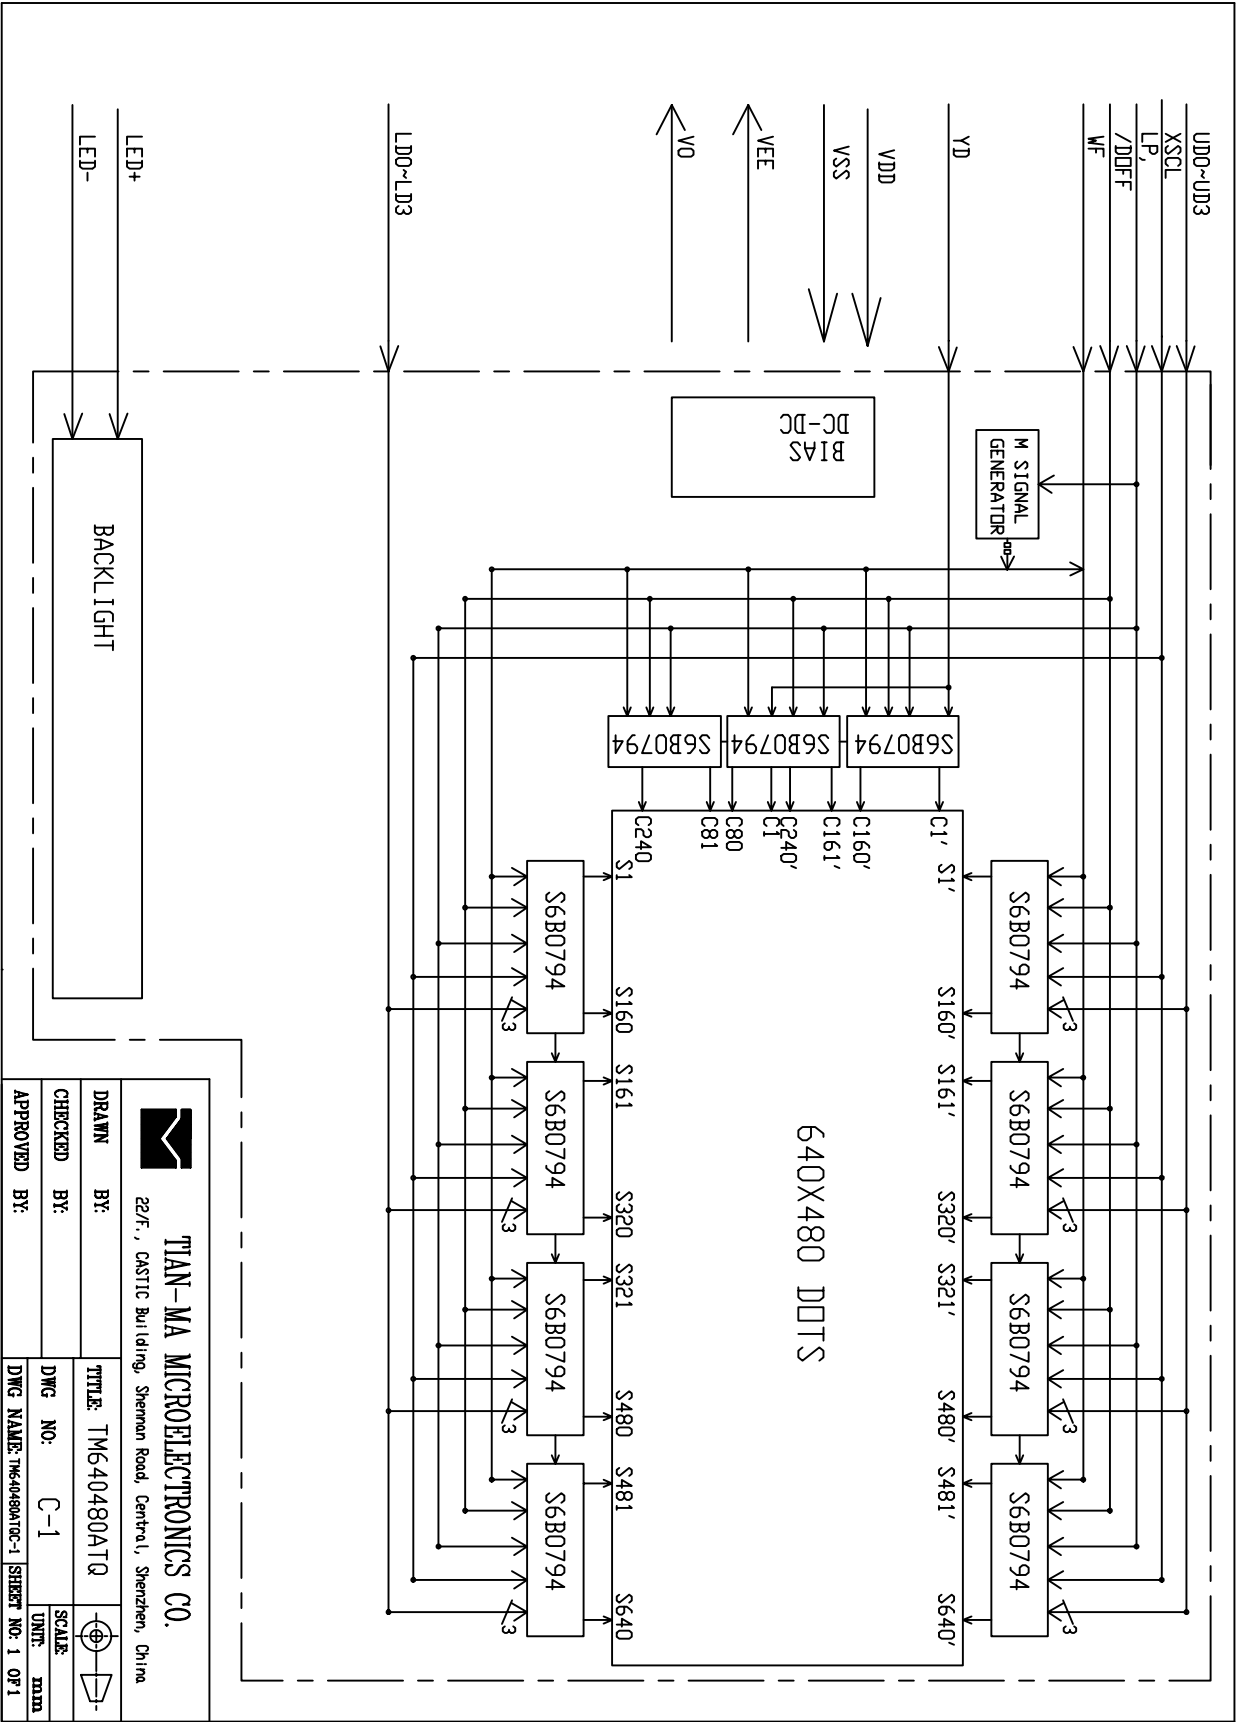 UD0~UD3
XSCL
LP,
/DOFF
WF
YD
VDD
VSS
VEE
V0
LD0~LD3
LED+
LED-
M SIGNAL
GENERATOR
BIAS
DC-DC
BACKLIGHT
S6B0794
S6B0794
S6B0794
C1'
C160'
C161'
C240'
C1
C80
C81
C240
S6B0794
S6B0794
S6B0794
S6B0794
3
3
3
3
S1'
S160'
S161'
S320'
S321'
S480'
S481'
S640'
640X480 DOTS
S1
S160
S161
S320
S321
S480
S481
S640
S6B0794
S6B0794
S6B0794
S6B0794
3
3
3
3
TIAN-MA MICROELECTRONICS CO.
22/F., CASTIC Building, Shennan Road, Central, Shenzhen, China
DRAWN BY:
CHECKED BY:
APPROVED BY:
TITLE: TM640480ATQ
DWG NO: C-1
DWG NAME: TM640480ATQC-1
SCALE:
UNIT: mm
SHEET NO: 1 OF 1